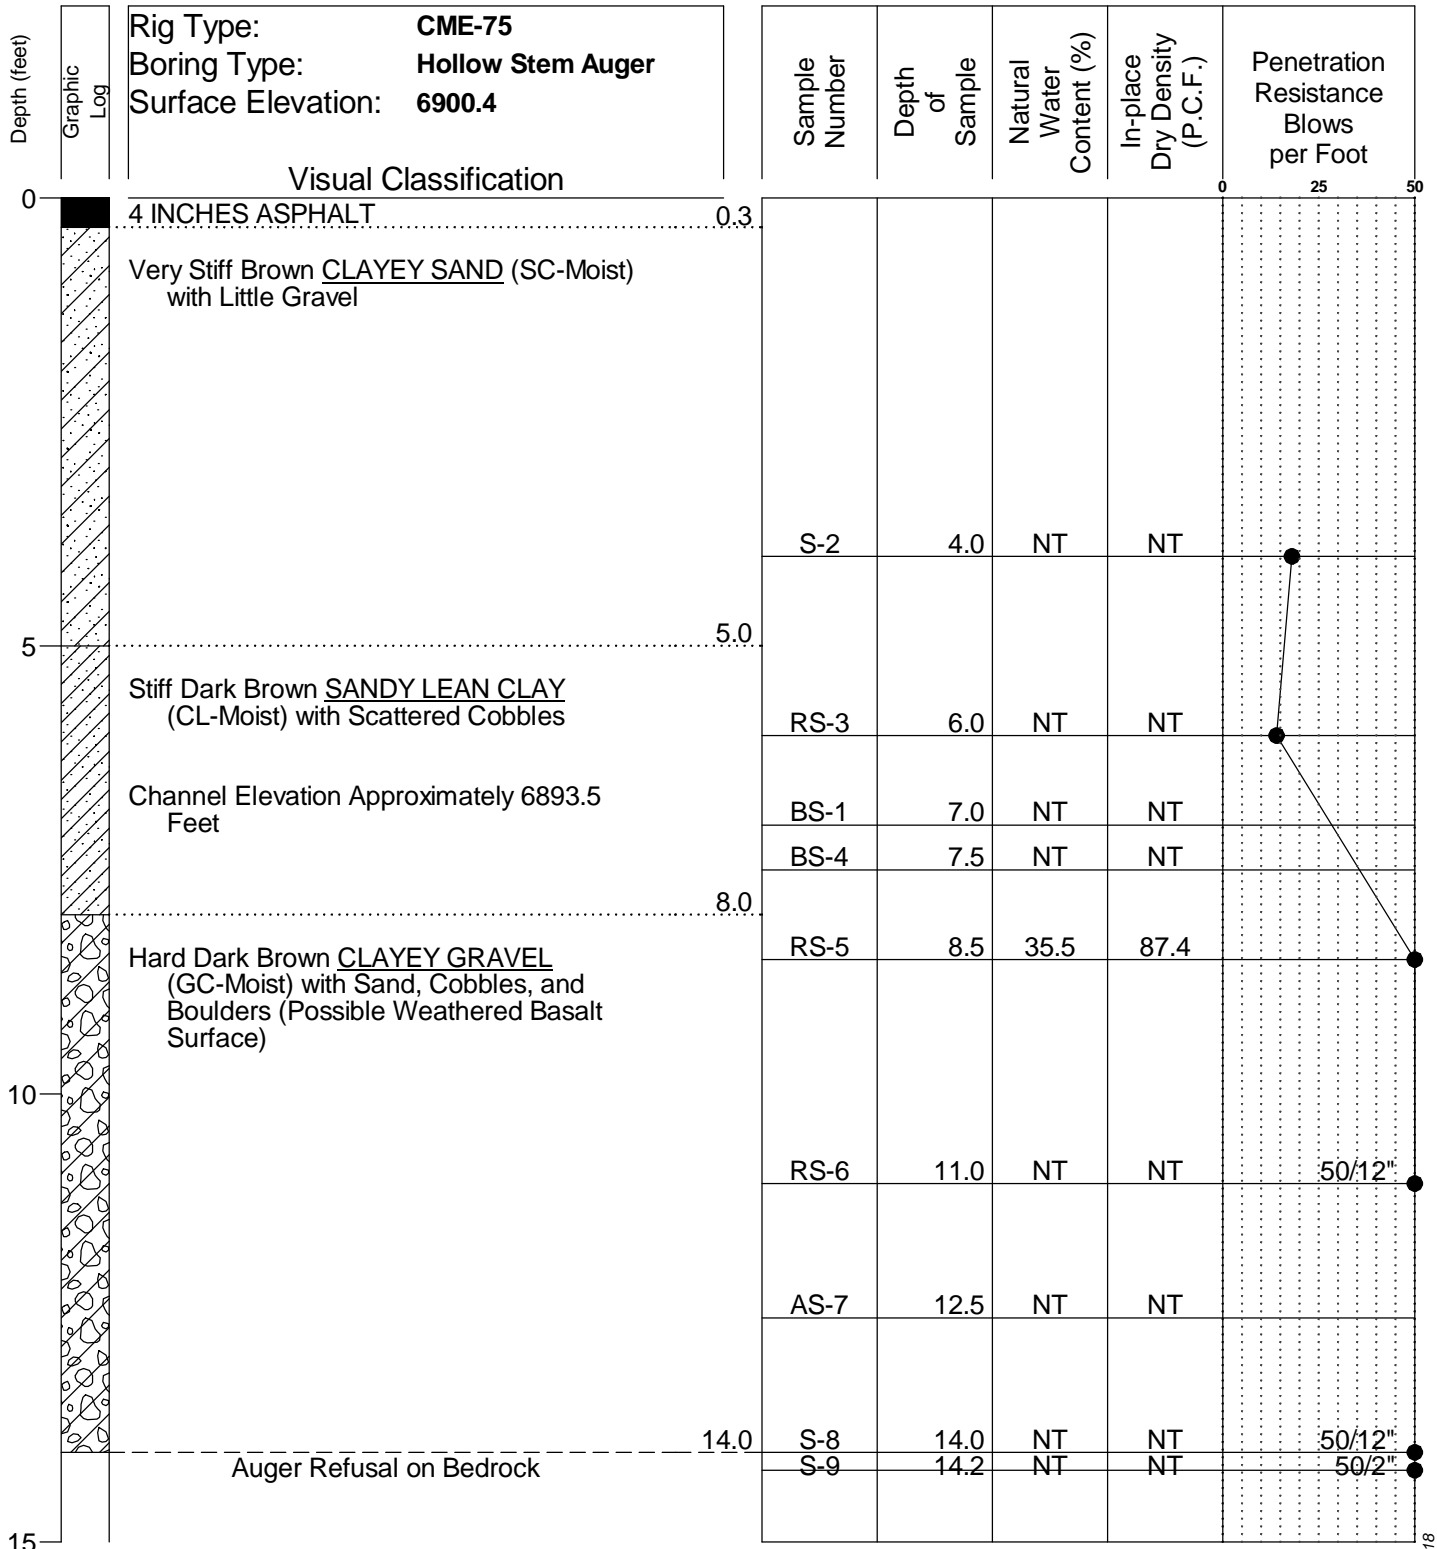 Depth (feet)
Graphic
Log
Rig Type: CME-75
Boring Type: Hollow Stem Auger
Surface Elevation: 6900.4
Visual Classification
Sample
Number
Depth
of
Sample
Natural
Water
Content (%)
In-place
Dry Density
(P.C.F.)
Penetration
Resistance
Blows
per Foot
0 25 50
0
4 INCHES ASPHALT 0.3
Very Stiff Brown CLAYEY SAND (SC-Moist)
with Little Gravel
S-2 4.0 NT NT
5 5.0
Stiff Dark Brown SANDY LEAN CLAY
(CL-Moist) with Scattered Cobbles
RS-3 6.0 NT NT
Channel Elevation Approximately 6893.5
Feet
BS-1 7.0 NT NT
BS-4 7.5 NT NT
8.0
Hard Dark Brown CLAYEY GRAVEL
(GC-Moist) with Sand, Cobbles, and
Boulders (Possible Weathered Basalt
Surface)
RS-5 8.5 35.5 87.4
10
RS-6 11.0 NT NT 50/12"
AS-7 12.5 NT NT
14.0 S-8 14.0 NT NT 50/12"
Auger Refusal on Bedrock
S-9 14.2 NT NT 50/2"
15
18